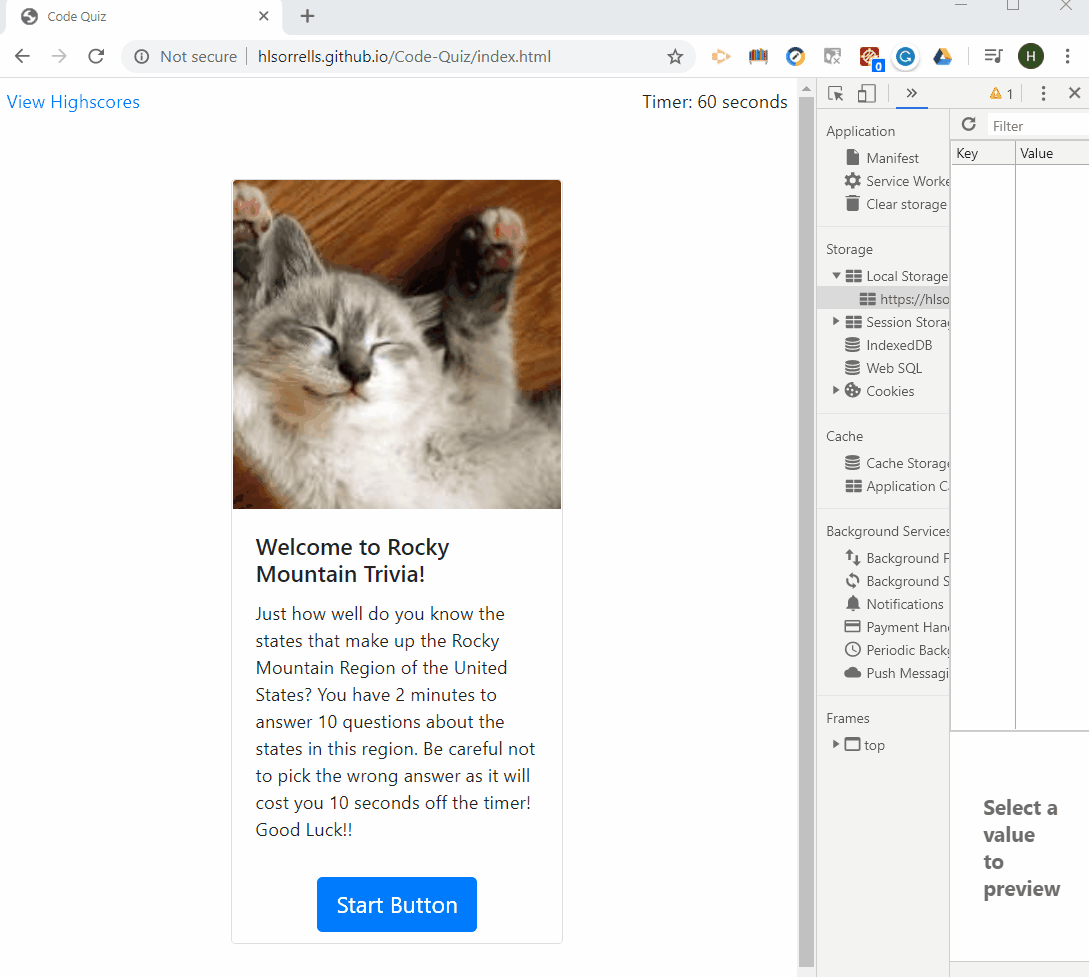 Code Quiz
Not secure
hlsorrells.github.io/Code-Quiz/index.html
0
H
View Highscores
Timer: 60 seconds
Welcome to Rocky
Mountain Trivia!
Just how well do you know the
states that make up the Rocky
Mountain Region of the United
States? You have 2 minutes to
answer 10 questions about the
states in this region. Be careful not
to pick the wrong answer as it will
cost you 10 seconds off the timer!
Good Luck!!
Start Button
1
Application
Manifest
Service Worke
Clear storage
Storage
Local Storage
https://hlso
Session Stora
IndexedDB
Web SQL
Cookies
Cache
Cache Storage
Application C
Background Services
Background F
Background S
Notifications
Payment Han
Periodic Back
Push Messagi
Frames
top
Filter
Key
Value
Select a
value
to
preview